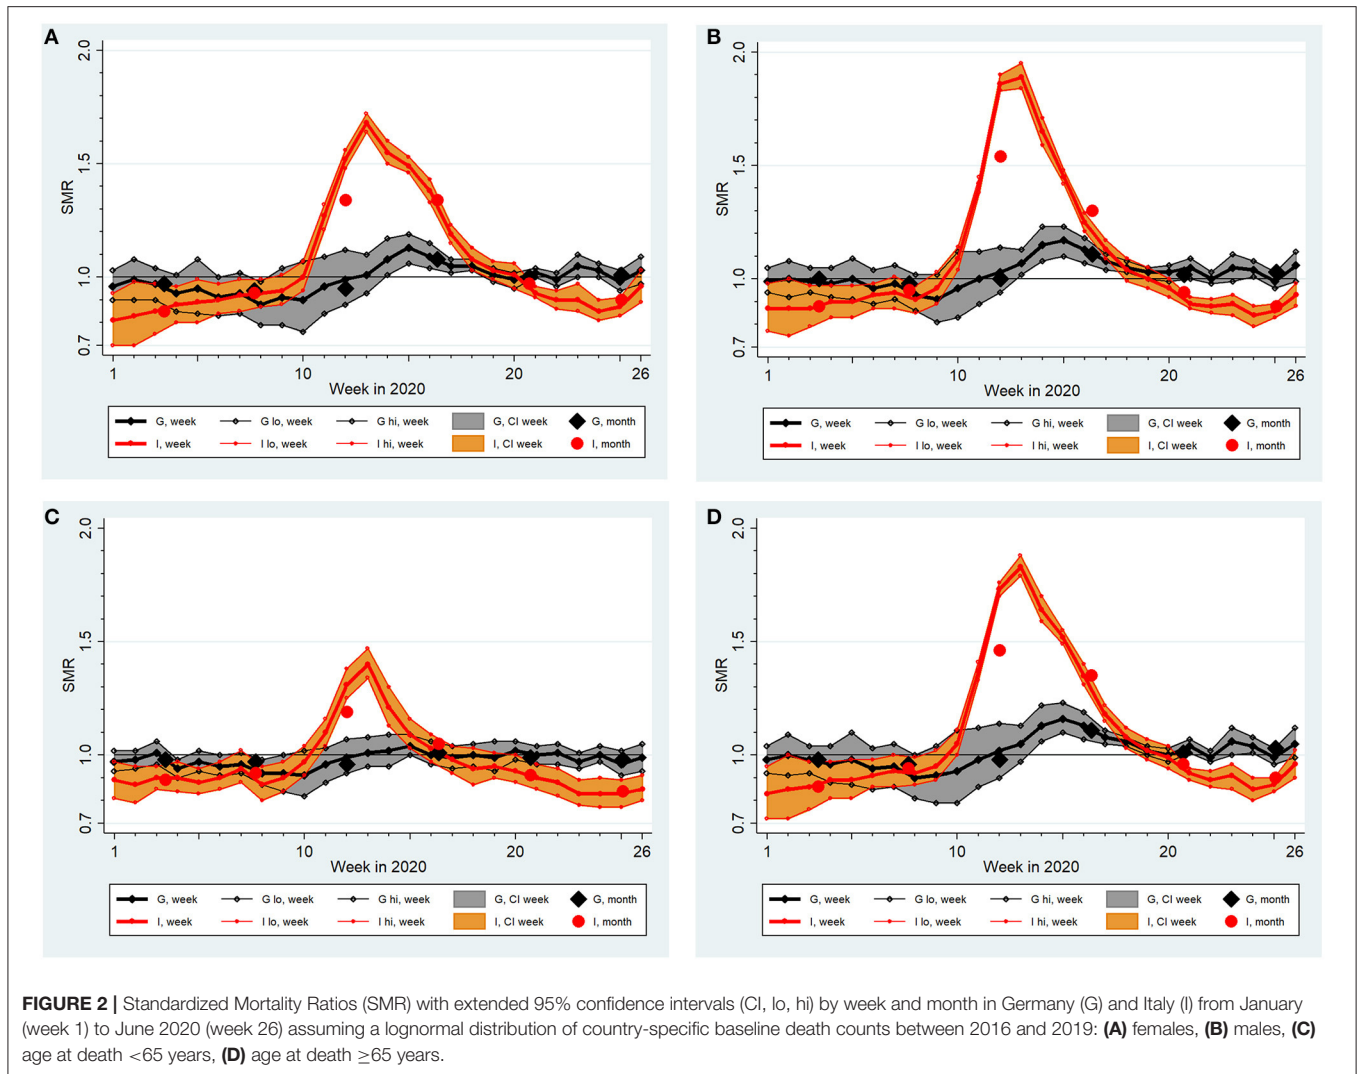 A
2.0
1.5
1.0
0.7
SMR
1
10
20
26
Week in 2020
G, week
G lo, week
G hi, week
G, CI week
G, month
I, week
I lo, week
I hi, week
I, CI week
I, month
B
2.0
1.5
1.0
0.7
SMR
1
10
20
26
Week in 2020
G, week
G lo, week
G hi, week
G, CI week
G, month
I, week
I lo, week
I hi, week
I, CI week
I, month
C
2.0
1.5
1.0
0.7
SMR
1
10
20
26
Week in 2020
G, week
G lo, week
G hi, week
G, CI week
G, month
I, week
I lo, week
I hi, week
I, CI week
I, month
D
2.0
1.5
1.0
0.7
SMR
1
10
20
26
Week in 2020
G, week
G lo, week
G hi, week
G, CI week
G, month
I, week
I lo, week
I hi, week
I, CI week
I, month
FIGURE 2 | Standardized Mortality Ratios (SMR) with extended 95% confidence intervals (CI, lo, hi) by week and month in Germany (G) and Italy (I) from January
(week 1) to June 2020 (week 26) assuming a lognormal distribution of country-specific baseline death counts between 2016 and 2019: (A) females, (B) males, (C)
age at death <65 years, (D) age at death ≥65 years.